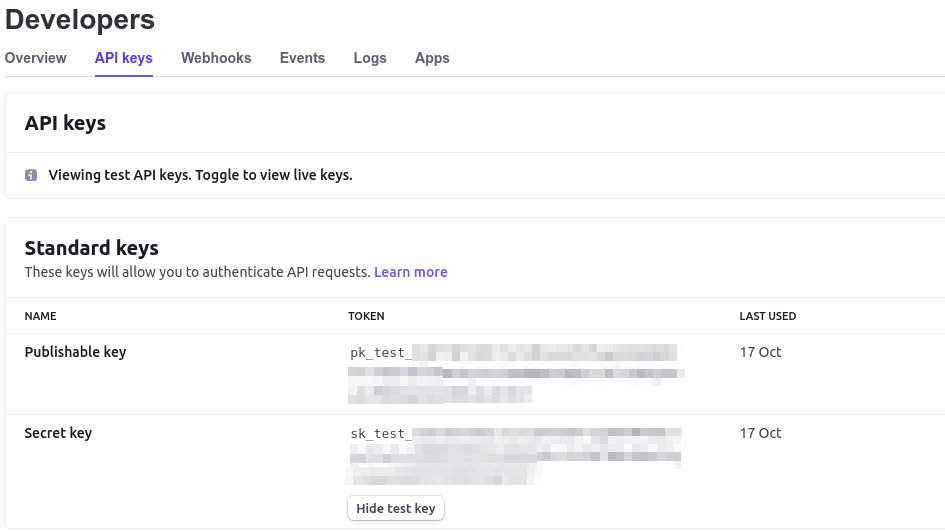 Developers
Overview API keys Webhooks Events Logs Apps
API keys
Viewing test API keys. Toggle to view live keys.
Standard keys
These keys will allow you to authenticate API requests. Learn more
NAME TOKEN LAST USED
Publishable key pk_test_ 17 Oct
Secret key sk_test_ 17 Oct
Hide test key